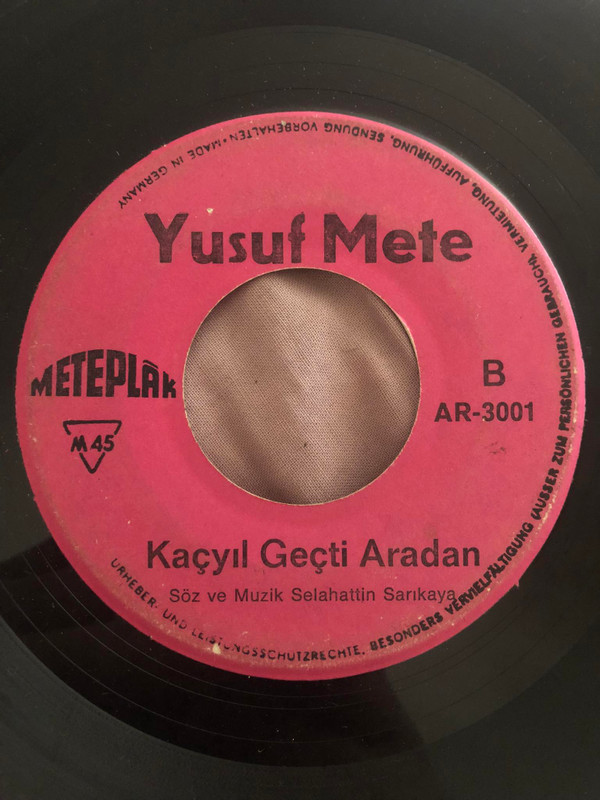 Yusuf Mete
METEPLÂK
M 45
B
AR-3001
Kaçyıl Geçti Aradan
Söz ve Muzik Selahattin Sarıkaya
URHEBER- UND LEISTUNGSSCHUTZRECHTE, BESONDERS VERVIELFÄLTIGUNG (AUSSER ZUM PERSÖNLICHEN GEBRAUCH), VERMIETUNG, AUFFÜHRUNG, SENDUNG VORBEHALTEN • MADE IN GERMANY